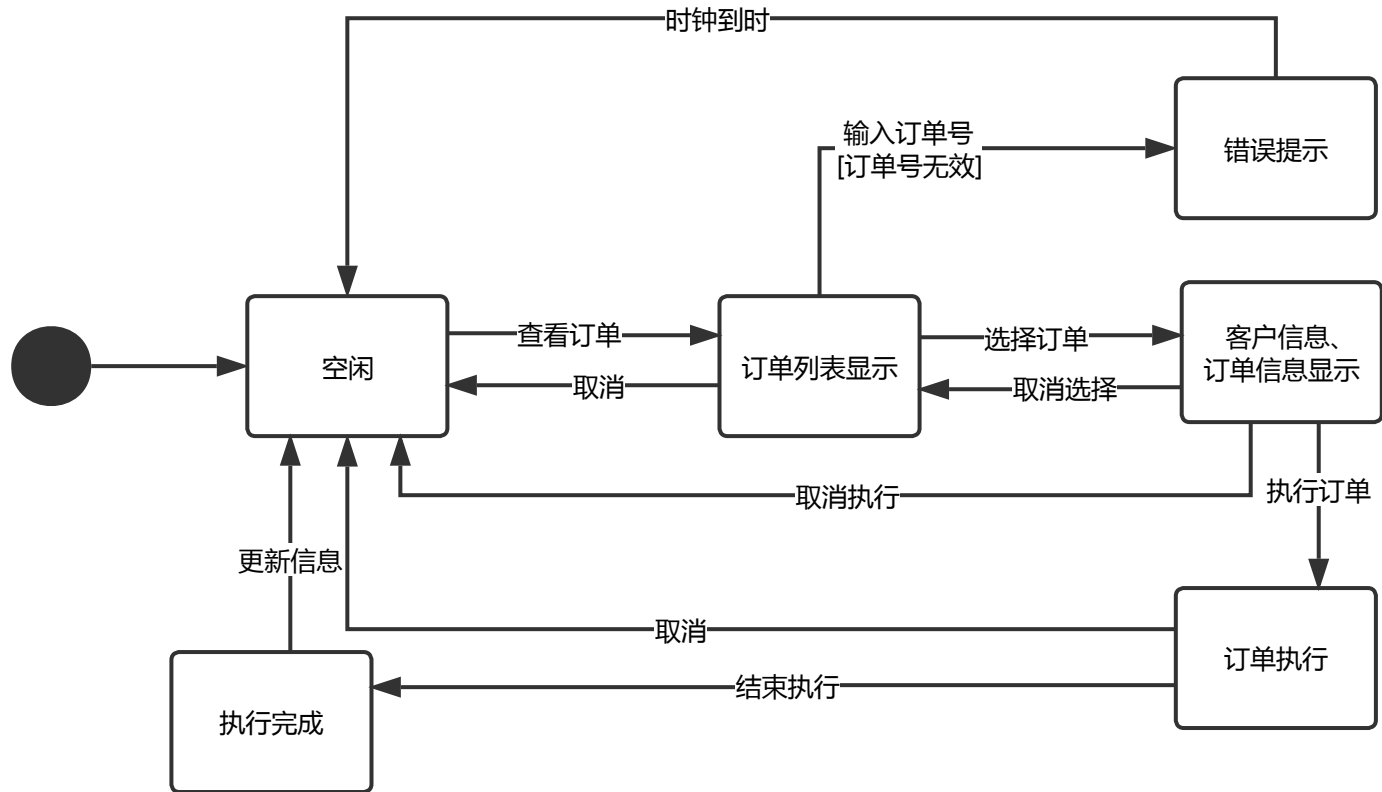 时钟到时
输入订单号
[订单号无效]
错误提示
空闲
查看订单
取消
订单列表显示
选择订单
取消选择
客户信息、
订单信息显示
取消执行
执行订单
更新信息
取消
订单执行
结束执行
执行完成